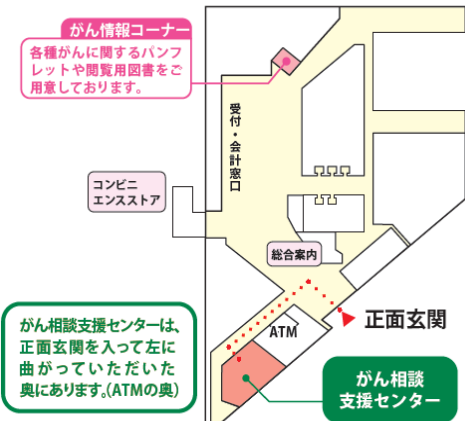 がん情報コーナー
各種がんに関するパンフ
レットや閲覧用図書をご
用意しております。
受付・会計窓口
コンビニ
エンスストア
総合案内
正面玄関
ATM
がん相談支援センターは、
正面玄関を入って左に
曲がっていただいた
奥にあります。(ATMの奥)
がん相談
支援センター